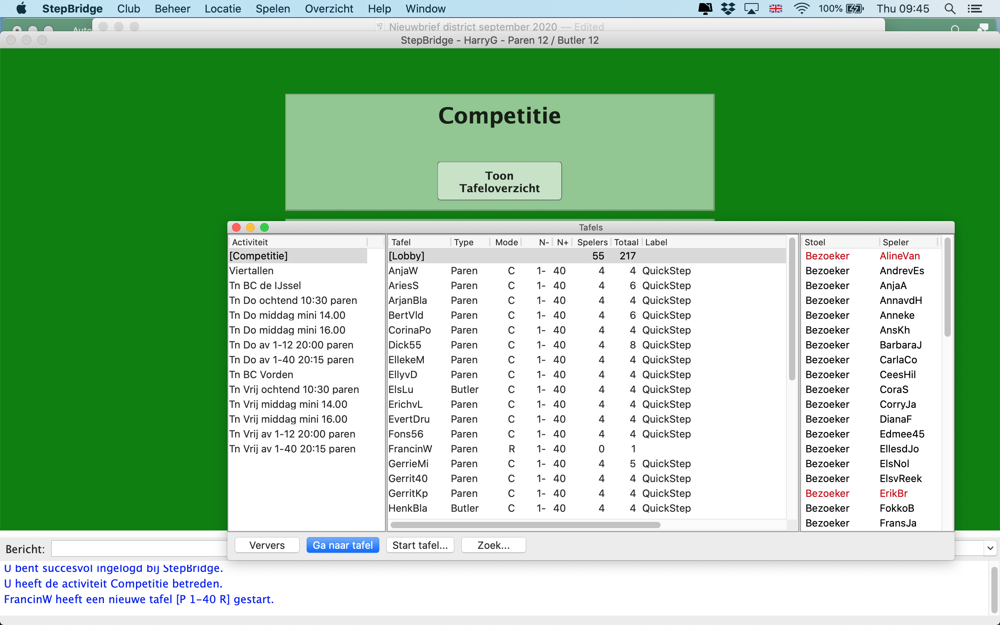 StepBridge Club Beheer Locatie Spelen Overzicht Help Window 100% Thu 09:45
Nieuwbrief district september 2020 — Edited
StepBridge - HarryG - Paren 12 / Butler 12
Competitie
Toon
Tafeloverzicht
Tafels
Activiteit
[Competitie]
Viertallen
Tn BC de IJssel
Tn Do ochtend 10:30 paren
Tn Do middag mini 14.00
Tn Do middag mini 16.00
Tn Do av 1-12 20:00 paren
Tn Do av 1-40 20:15 paren
Tn BC Vorden
Tn Vrij ochtend 10:30 paren
Tn Vrij middag mini 14.00
Tn Vrij middag mini 16.00
Tn Vrij av 1-12 20:00 paren
Tn Vrij av 1-40 20:15 paren
Tafel Type Mode N- N+ Spelers Totaal Label
[Lobby] 55 217
AnjaW Paren C 1- 40 4 4 QuickStep
AriesS Paren C 1- 40 4 6 QuickStep
ArjanBla Paren C 1- 40 4 4 QuickStep
BertVld Paren C 1- 40 4 6 QuickStep
CorinaPo Paren C 1- 40 4 4 QuickStep
Dick55 Paren C 1- 40 4 8 QuickStep
EllekeM Paren C 1- 40 4 4 QuickStep
EllyvD Paren C 1- 40 4 4 QuickStep
ElsLu Butler C 1- 40 4 4 QuickStep
ErichvL Paren C 1- 40 4 4 QuickStep
EvertDru Paren C 1- 40 4 4 QuickStep
Fons56 Paren C 1- 40 4 4 QuickStep
FrancinW Paren R 1- 40 0 1
GerrieMi Paren C 1- 40 4 5 QuickStep
Gerrit40 Paren C 1- 40 4 4 QuickStep
GerritKp Paren C 1- 40 4 4 QuickStep
HenkBla Butler C 1- 40 4 4 QuickStep
Stoel Speler
Bezoeker AlineVan
Bezoeker AndrevEs
Bezoeker AnjaA
Bezoeker AnnavdH
Bezoeker Anneke
Bezoeker AnsKh
Bezoeker BarbaraJ
Bezoeker CarlaCo
Bezoeker CeesHil
Bezoeker CoraS
Bezoeker CorryJa
Bezoeker DianaF
Bezoeker Edmee45
Bezoeker EllesdJo
Bezoeker ElsNol
Bezoeker ElsvReek
Bezoeker ErikBr
Bezoeker FokkoB
Bezoeker FransJa
Ververs Ga naar tafel Start tafel... Zoek...
Bericht:
U bent succesvol ingelogd bij StepBridge.
U heeft de activiteit Competitie betreden.
FrancinW heeft een nieuwe tafel [P 1-40 R] gestart.